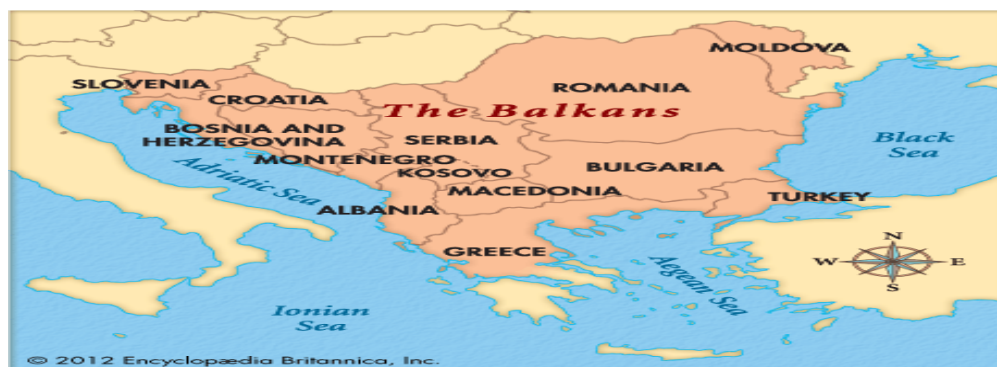 MOLDOVA
SLOVENIA
ROMANIA
CROATIA
The Balkans
BOSNIA AND
HERZEGOVINA
SERBIA
Black
Sea
MONTENEGRO
KOSOVO
BULGARIA
Adriatic Sea
MACEDONIA
TURKEY
ALBANIA
GREECE
N
W
E
S
Aegean Sea
Ionian
Sea
© 2012 Encyclopædia Britannica, Inc.